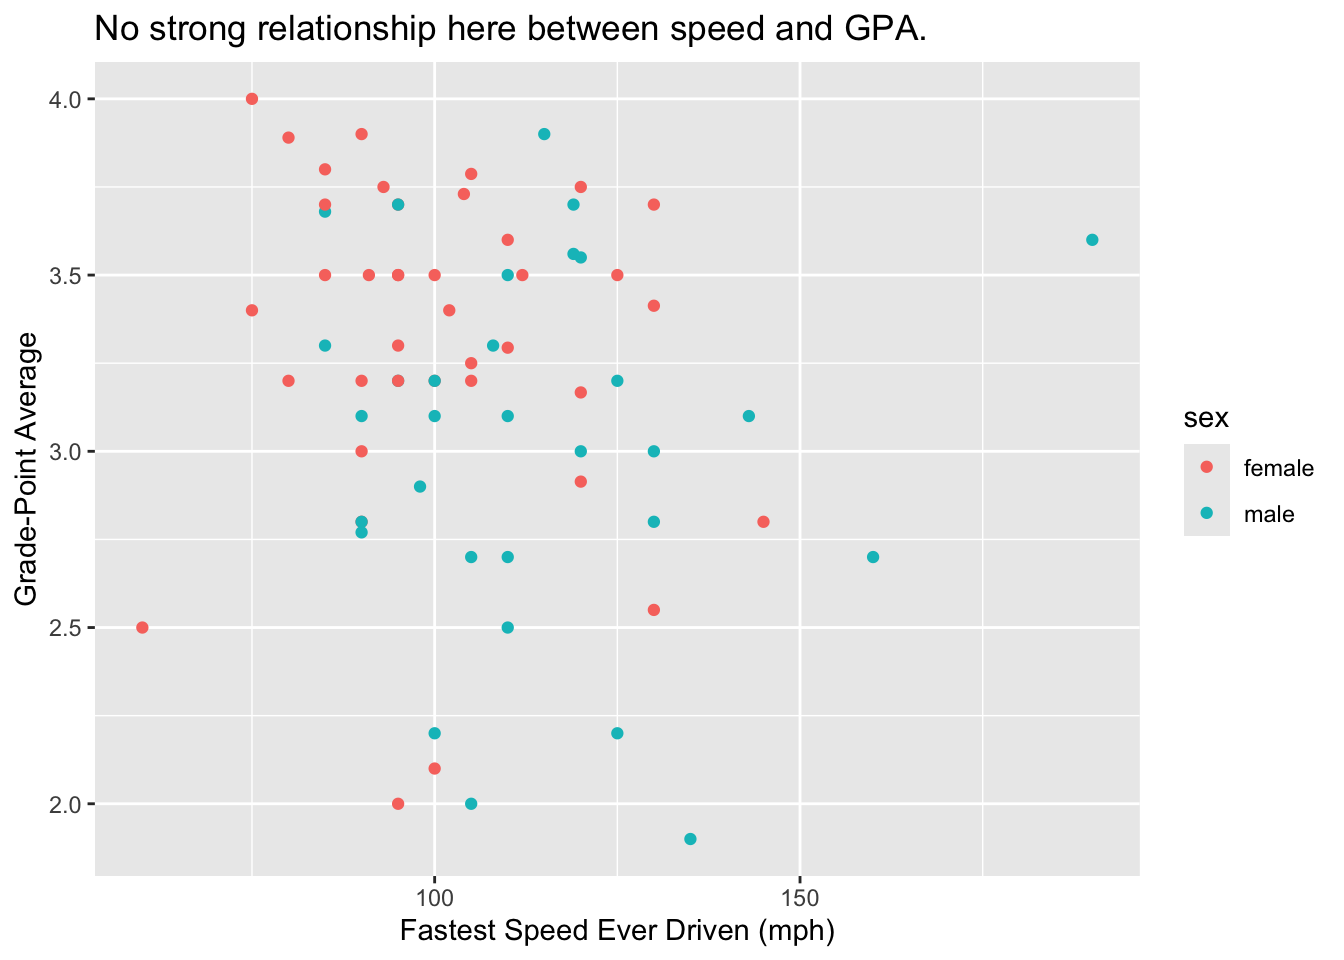 No strong relationship here between speed and GPA.
4.0
3.5
3.0
2.5
2.0
Grade-Point Average
100
150
Fastest Speed Ever Driven (mph)
sex
female
male